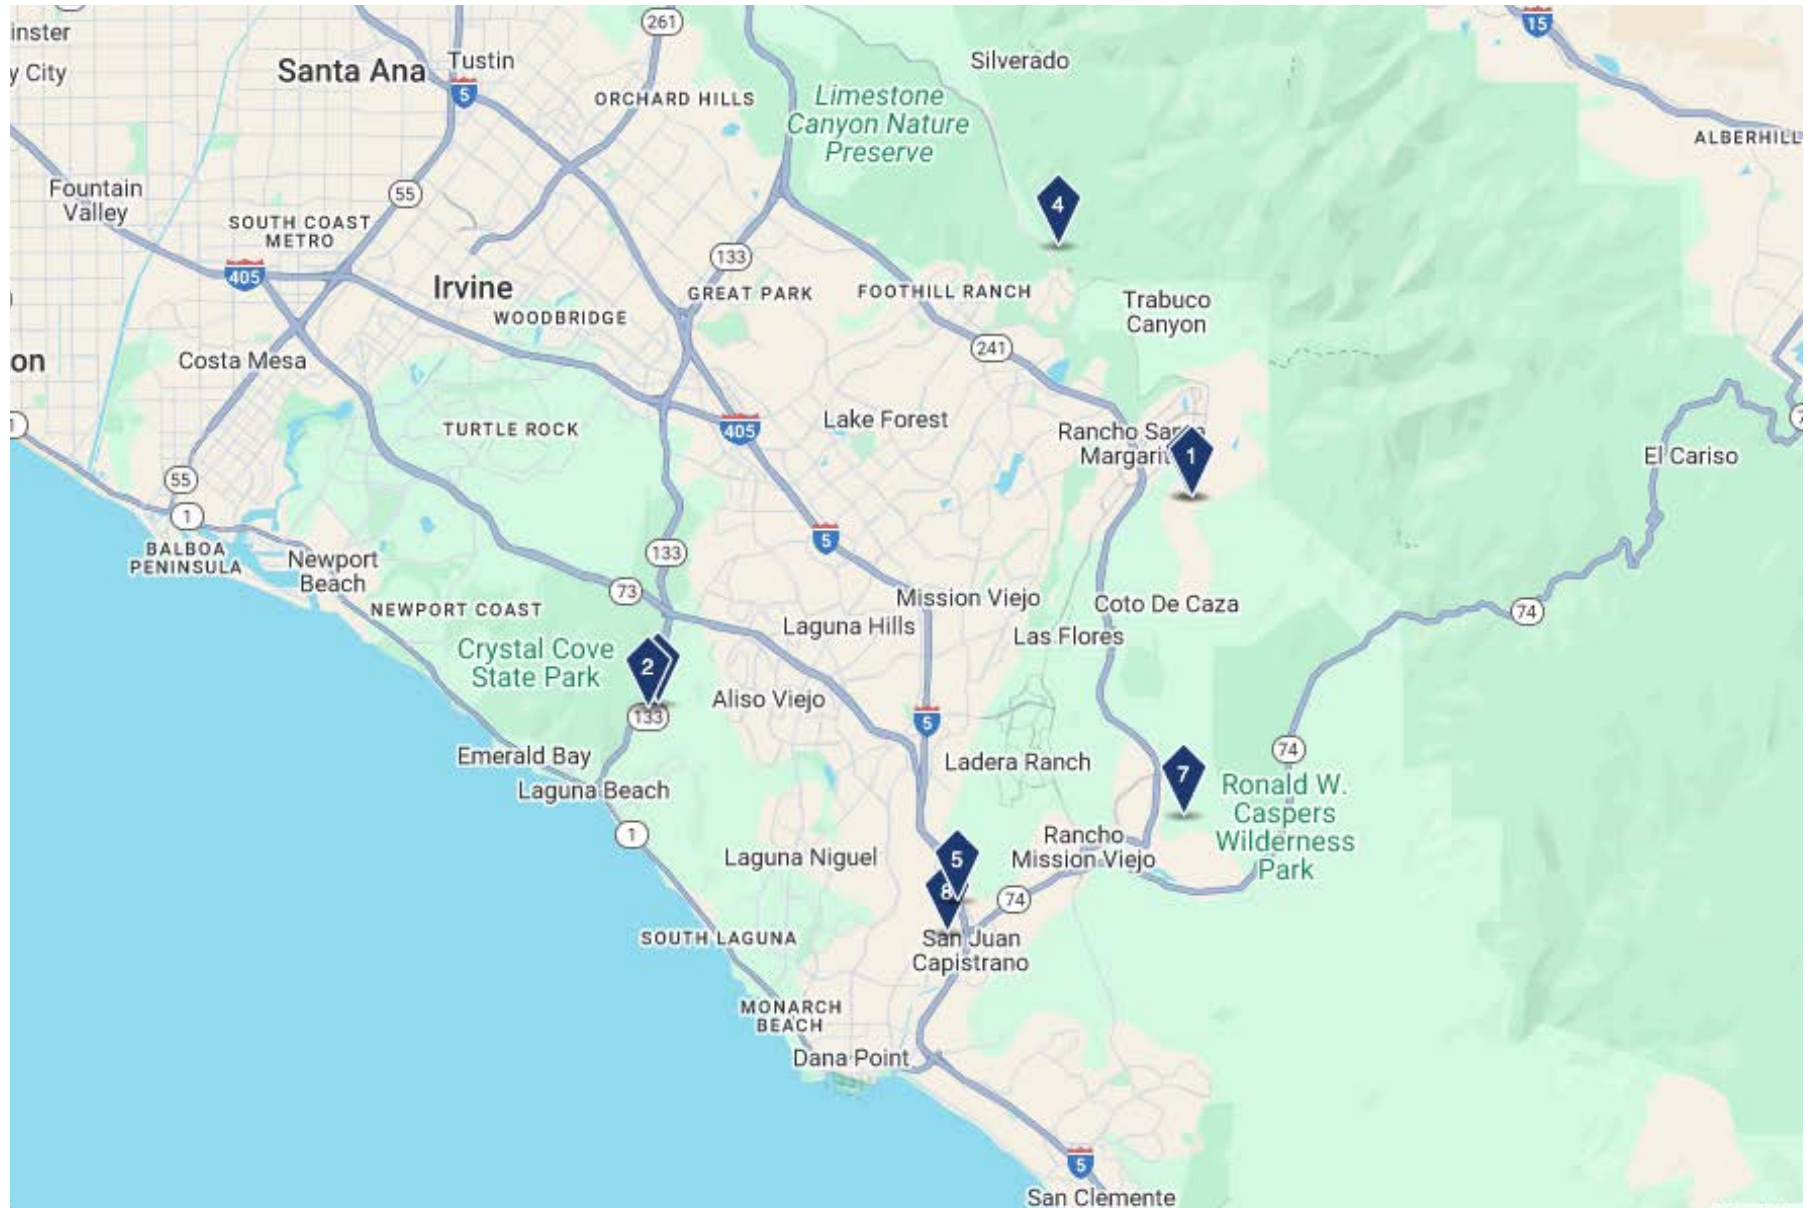 inster
y City
Santa Ana
Tustin
5
261
ORCHARD HILLS
Limestone
Canyon Nature
Preserve
Silverado
15
ALBERHILL
Fountain
Valley
55
SOUTH COAST
METRO
405
Irvine
WOODBRIDGE
133
GREAT PARK
FOOTHILL RANCH
4
Trabuco
Canyon
241
on
Costa Mesa
TURTLE ROCK
405
Lake Forest
Rancho Santa
Margarit
1
El Cariso
1
55
1
BALBOA
PENINSULA
Newport
Beach
NEWPORT COAST
133
73
5
Mission Viejo
Laguna Hills
Las Flores
Coto De Caza
74
Crystal Cove
State Park
2
133
Aliso Viejo
5
Emerald Bay
Laguna Beach
Ladera Ranch
7
74
Ronald W.
Caspers
Wilderness
Park
1
Laguna Niguel
Rancho
Mission Viejo
5
8
74
SOUTH LAGUNA
San Juan
Capistrano
MONARCH
BEACH
Dana Point
5
San Clemente